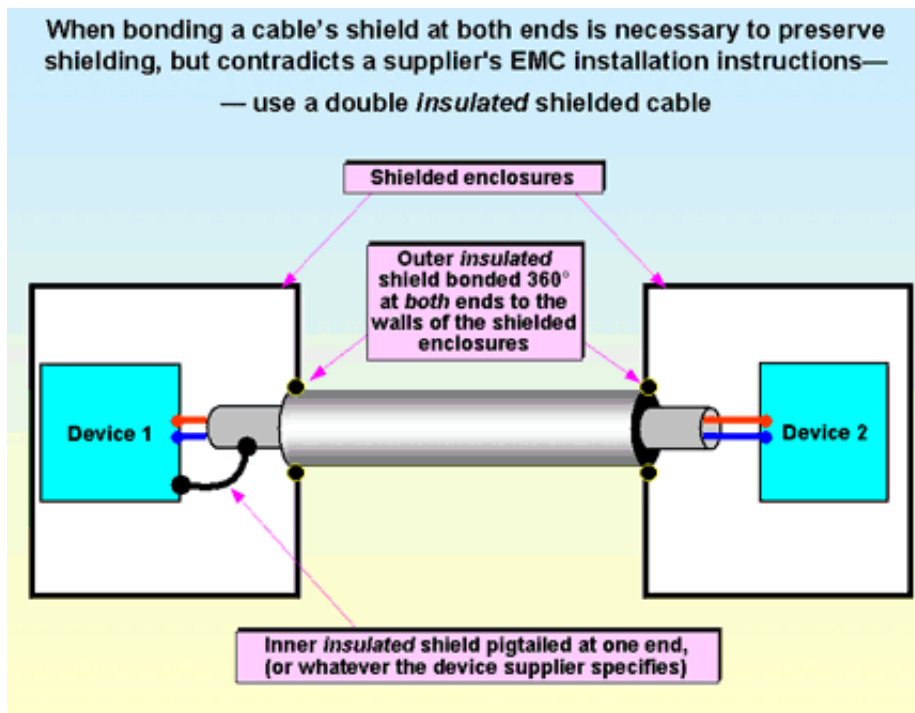 When bonding a cable's shield at both ends is necessary to preserve
shielding, but contradicts a supplier's EMC installation instructions—
— use a double insulated shielded cable
Shielded enclosures
Outer insulated
shield bonded 360°
at both ends to the
walls of the shielded
enclosures
Device 1
Device 2
Inner insulated shield pigtailed at one end,
(or whatever the device supplier specifies)